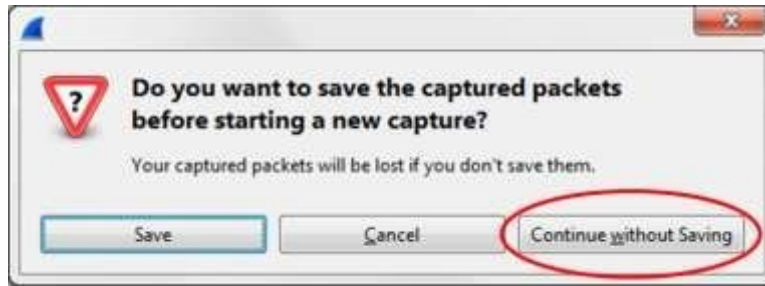 ?
Do you want to save the captured packets
before starting a new capture?
Your captured packets will be lost if you don't save them.
Save
Cancel
Continue without Saving